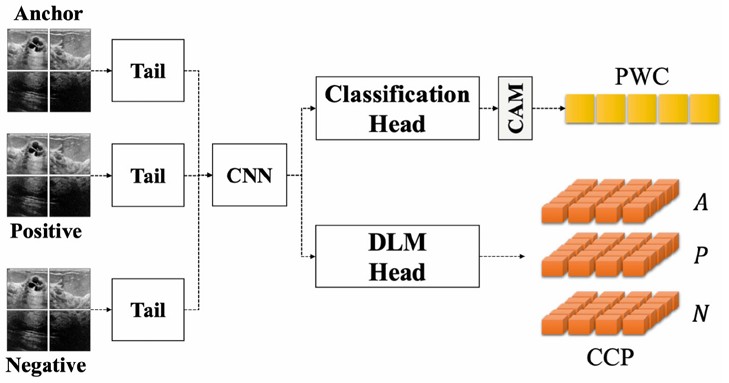 Anchor
Tail
Positive
Tail
Negative
Tail
CNN
Classification
Head
CAM
PWC
DLM
Head
A
P
N
CCP